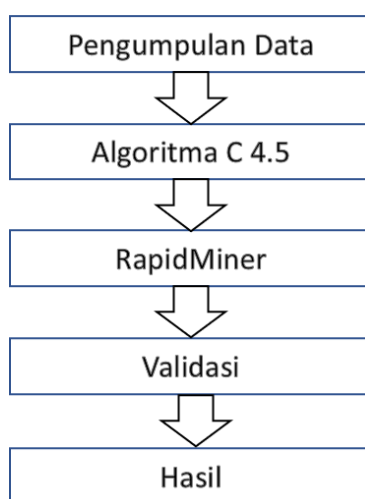 Pengumpulan Data
Algoritma C 4.5
RapidMiner
Validasi
Hasil